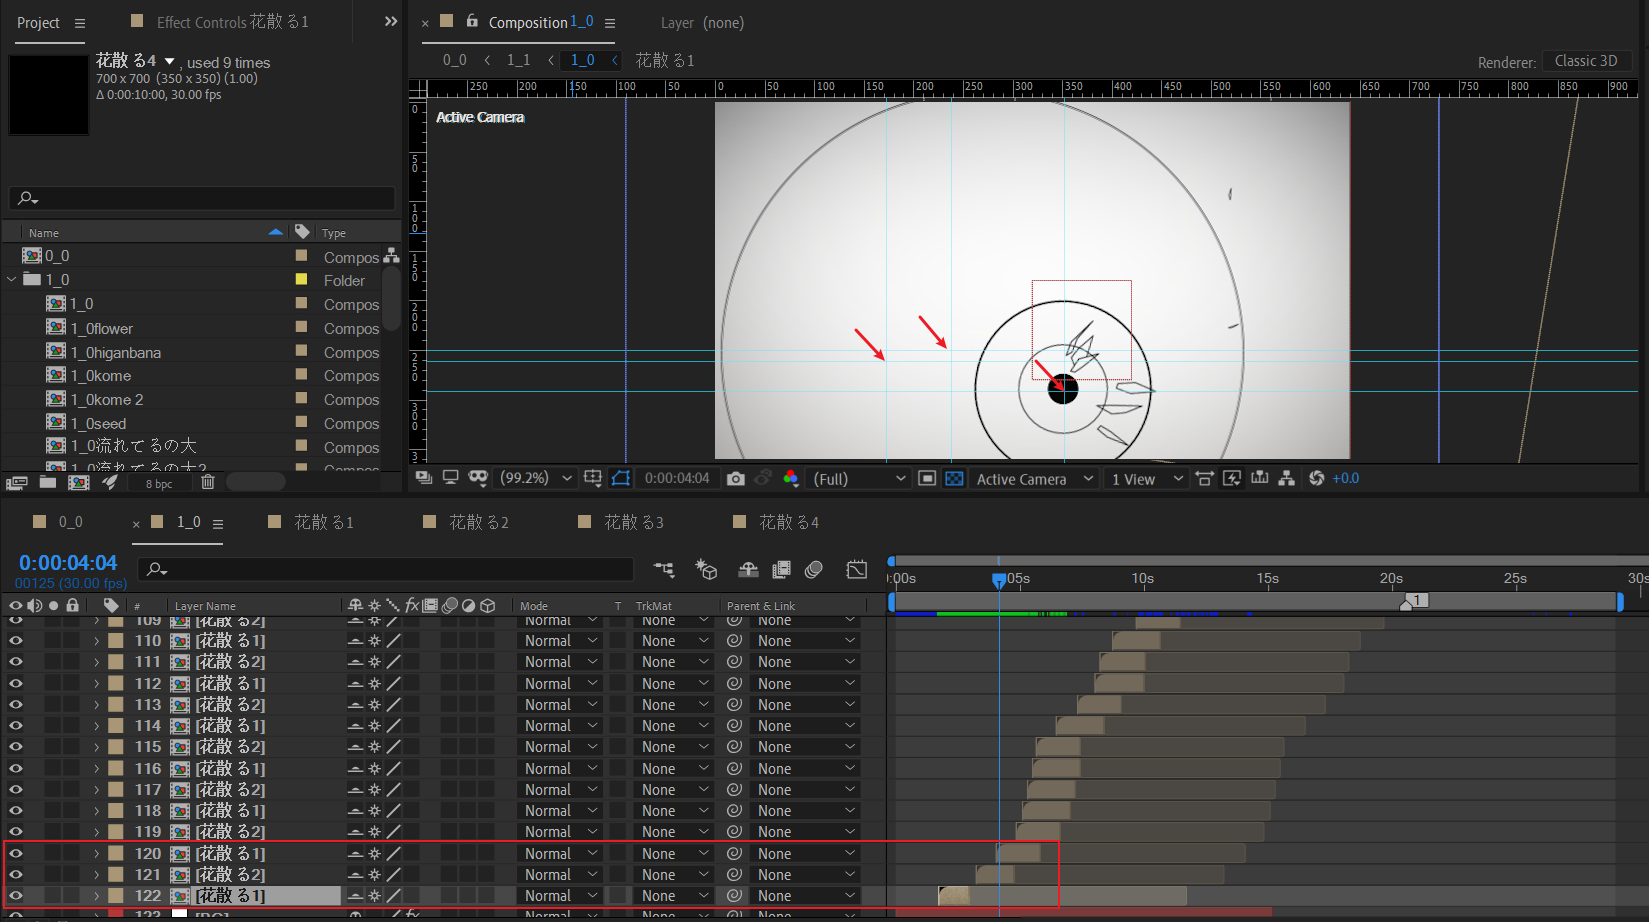 Project
Effect Controls 花散る1
花散る4 , used 9 times
700 x 700 (350 x 350) (1.00)
Δ 0:00:10:00, 30.00 fps
Name Type
0_0 Compos
1_0 Folder
1_0 Compos
1_0flower Compos
1_0higanbana Compos
1_0kome Compos
1_0kome 2 Compos
1_0seed Compos
1_0流れてるの大 Compos
1_0流れてるの大2 Compos
8 bpc
Composition 1_0
Layer (none)
0_0 1_1 1_0 花散る1
Renderer: Classic 3D
250 200 150 100 50 0 50 100 150 200 250 300 350 400 450 500 550 600 650 700 750 800 850 900
0
50
100
150
200
250
300
Active Camera
(99.2%) 0:00:04:04 (Full) Active Camera 1 View +0.0
0_0 1_0 花散る1 花散る2 花散る3 花散る4
0:00:04:04
00125 (30.00 fps)
:00s 05s 10s 15s 20s 25s 30s
1
# Layer Name fx Mode T TrkMat Parent & Link
109 [花散る2] Normal None None
110 [花散る1] Normal None None
111 [花散る2] Normal None None
112 [花散る1] Normal None None
113 [花散る2] Normal None None
114 [花散る1] Normal None None
115 [花散る2] Normal None None
116 [花散る1] Normal None None
117 [花散る2] Normal None None
118 [花散る1] Normal None None
119 [花散る2] Normal None None
120 [花散る1] Normal None None
121 [花散る2] Normal None None
122 [花散る1] Normal None None
123 [BG] fx Normal None None